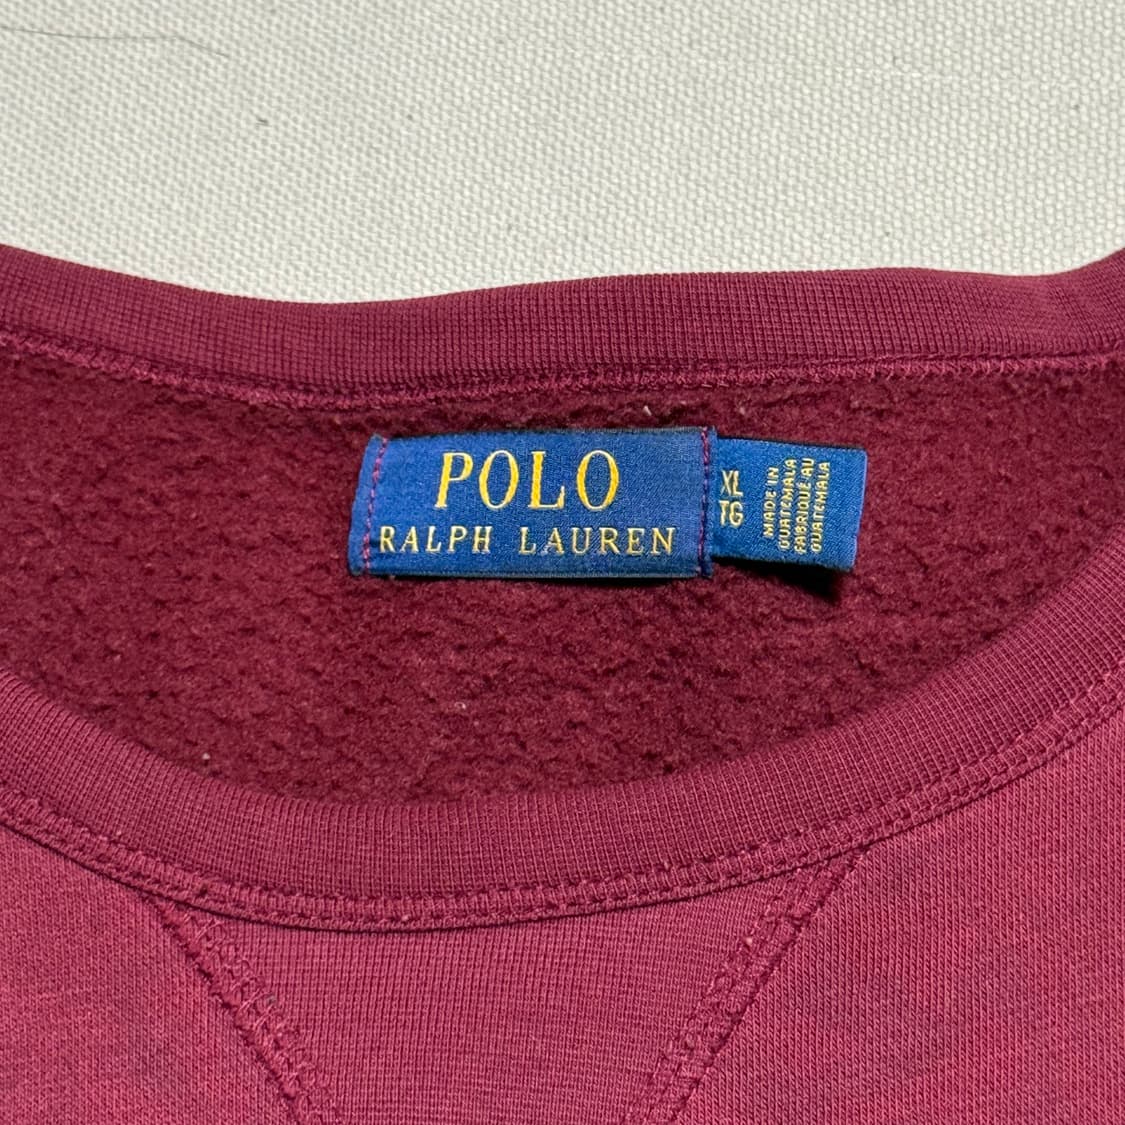 POLO
RALPH LAUREN
XL
TG
MADE IN
GUATEMALA
FABRIQUÉ AU
GUATEMALA